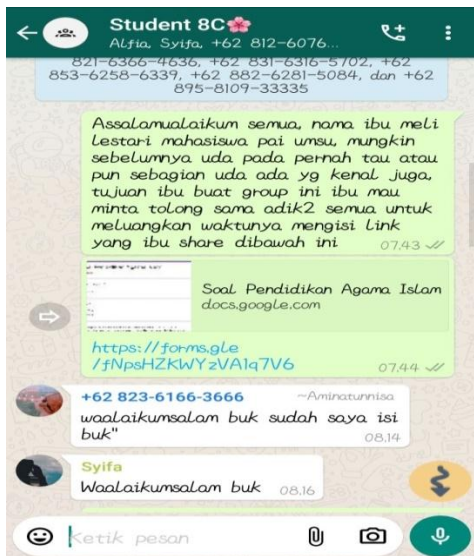 Student 8C🌸
Alfia, Syifa, +62 812-6076...
821-6366-4636, +62 831-6316-5702, +62
853-6258-6339, +62 882-6281-5084, dan +62
895-8109-33335
Assalamualaikum semua, nama ibu meli
lestari mahasiswa pai umsu, mungkin
sebelumnya uda pada pernah tau atau
pun sebagian uda ada yg kenal juga,
tujuan ibu buat group ini ibu mau
minta tolong sama adik2 semua untuk
meluangkan waktunya mengisi link
yang ibu share dibawah ini 07.43
Soal Pendidikan Agama Islam
docs.google.com
https://forms.gle
/fNpsHZKWYzVA1q7V6 07.44
+62 823-6166-3666 ~Aminatunnisa
waalaikumsalam buk sudah saya isi
buk" 08.14
Syifa
Waalaikumsalam buk 08.16
Ketik pesan